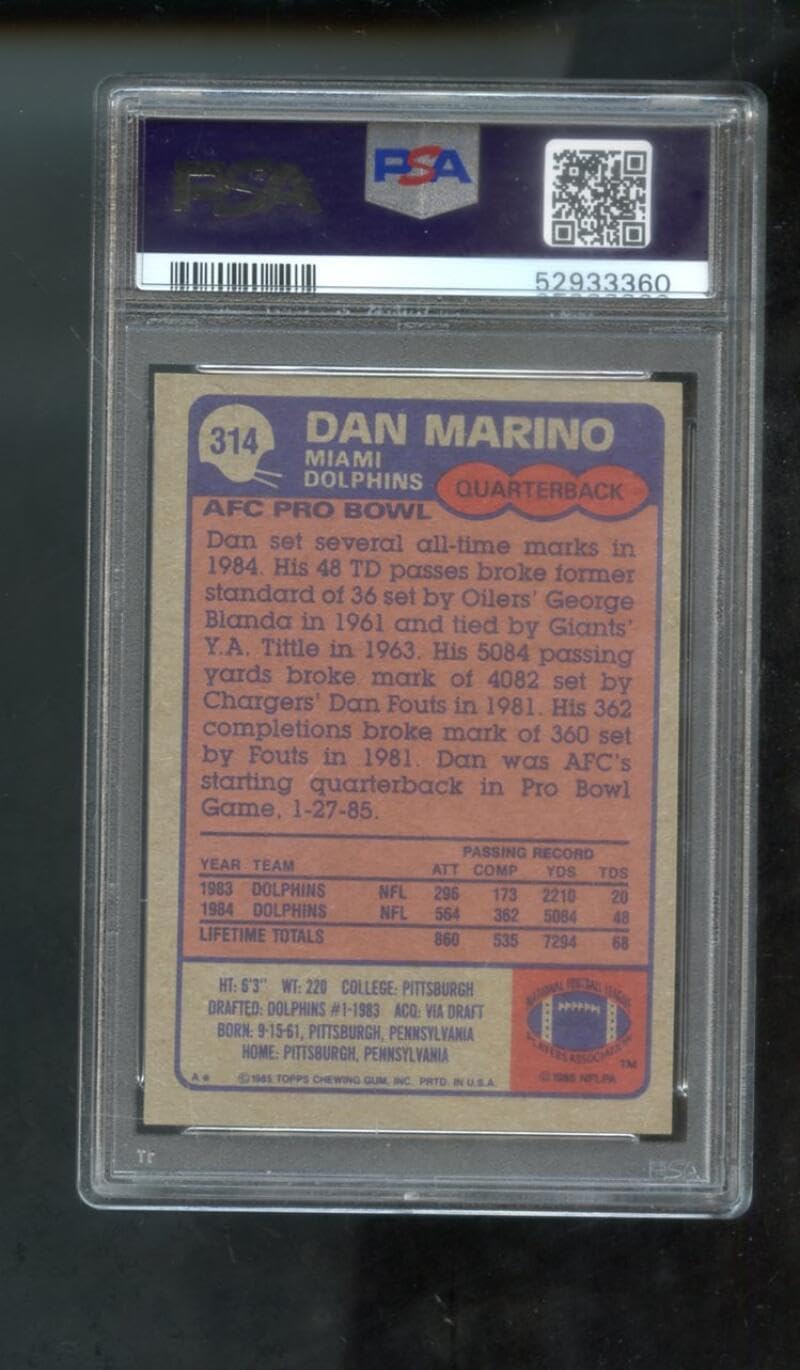 PSA
PSA
52933360
314
DAN MARINO
MIAMI
DOLPHINS
QUARTERBACK
AFC PRO BOWL
Dan set several all-time marks in
1984. His 48 TD passes broke former
standard of 36 set by Oilers' George
Blanda in 1961 and tied by Giants'
Y.A. Tittle in 1963. His 5084 passing
yards broke mark of 4082 set by
Chargers' Dan Fouts in 1981. His 362
completions broke mark of 360 set
by Fouts in 1981. Dan was AFC's
starting quarterback in Pro Bowl
Game, 1-27-85.
PASSING RECORD
YEAR TEAM ATT COMP YDS TDS
1983 DOLPHINS NFL 296 173 2210 20
1984 DOLPHINS NFL 564 362 5084 48
LIFETIME TOTALS 860 535 7294 68
HT: 6'3" WT: 220 COLLEGE: PITTSBURGH
DRAFTED: DOLPHINS #1-1983 ACQ: VIA DRAFT
BORN: 9-15-61, PITTSBURGH, PENNSYLVANIA
HOME: PITTSBURGH, PENNSYLVANIA
A* © 1985 TOPPS CHEWING GUM, INC. PRTD. IN U.S.A.
NATIONAL FOOTBALL LEAGUE
PLAYERS ASSOCIATION
TM
© 1985 NFLPA
PSA